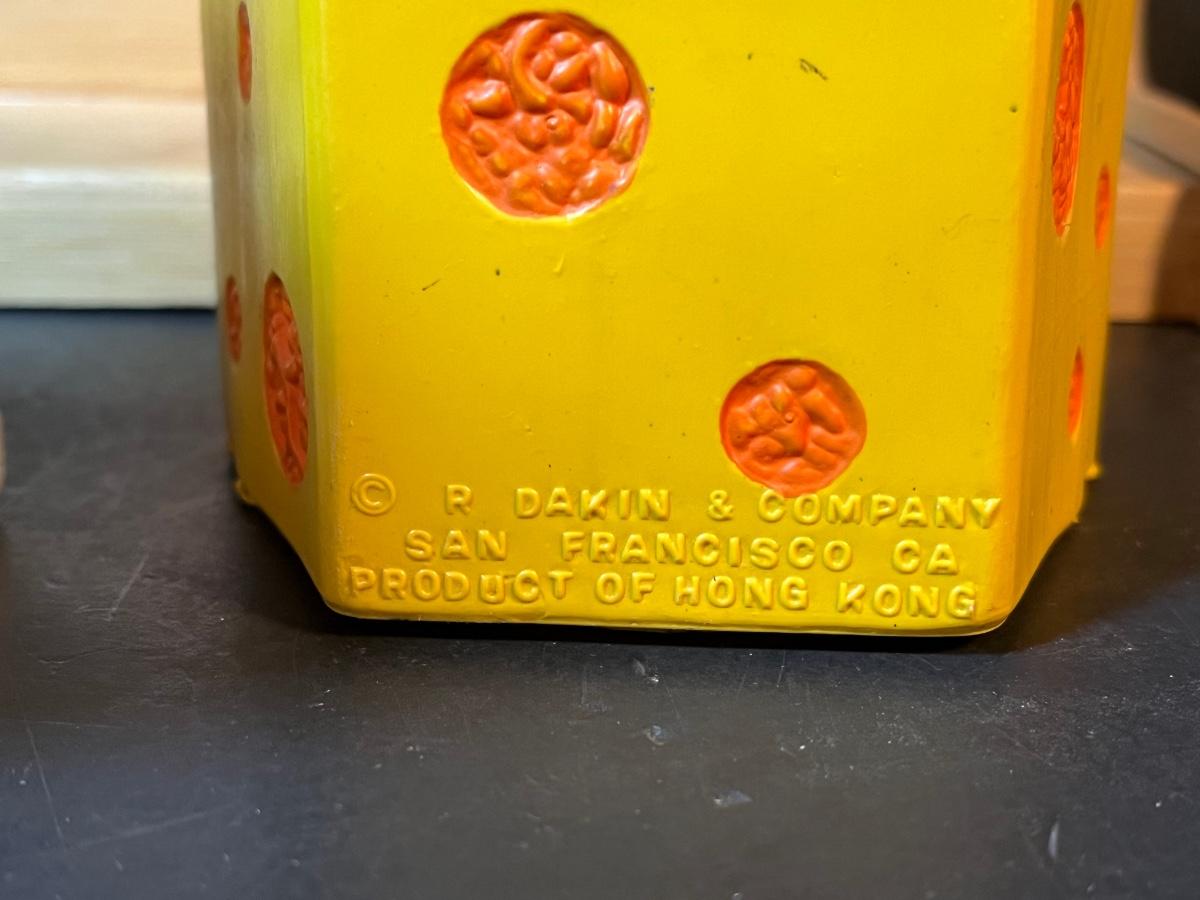 © R DAKIN & COMPANY
SAN FRANCISCO CA
PRODUCT OF HONG KONG